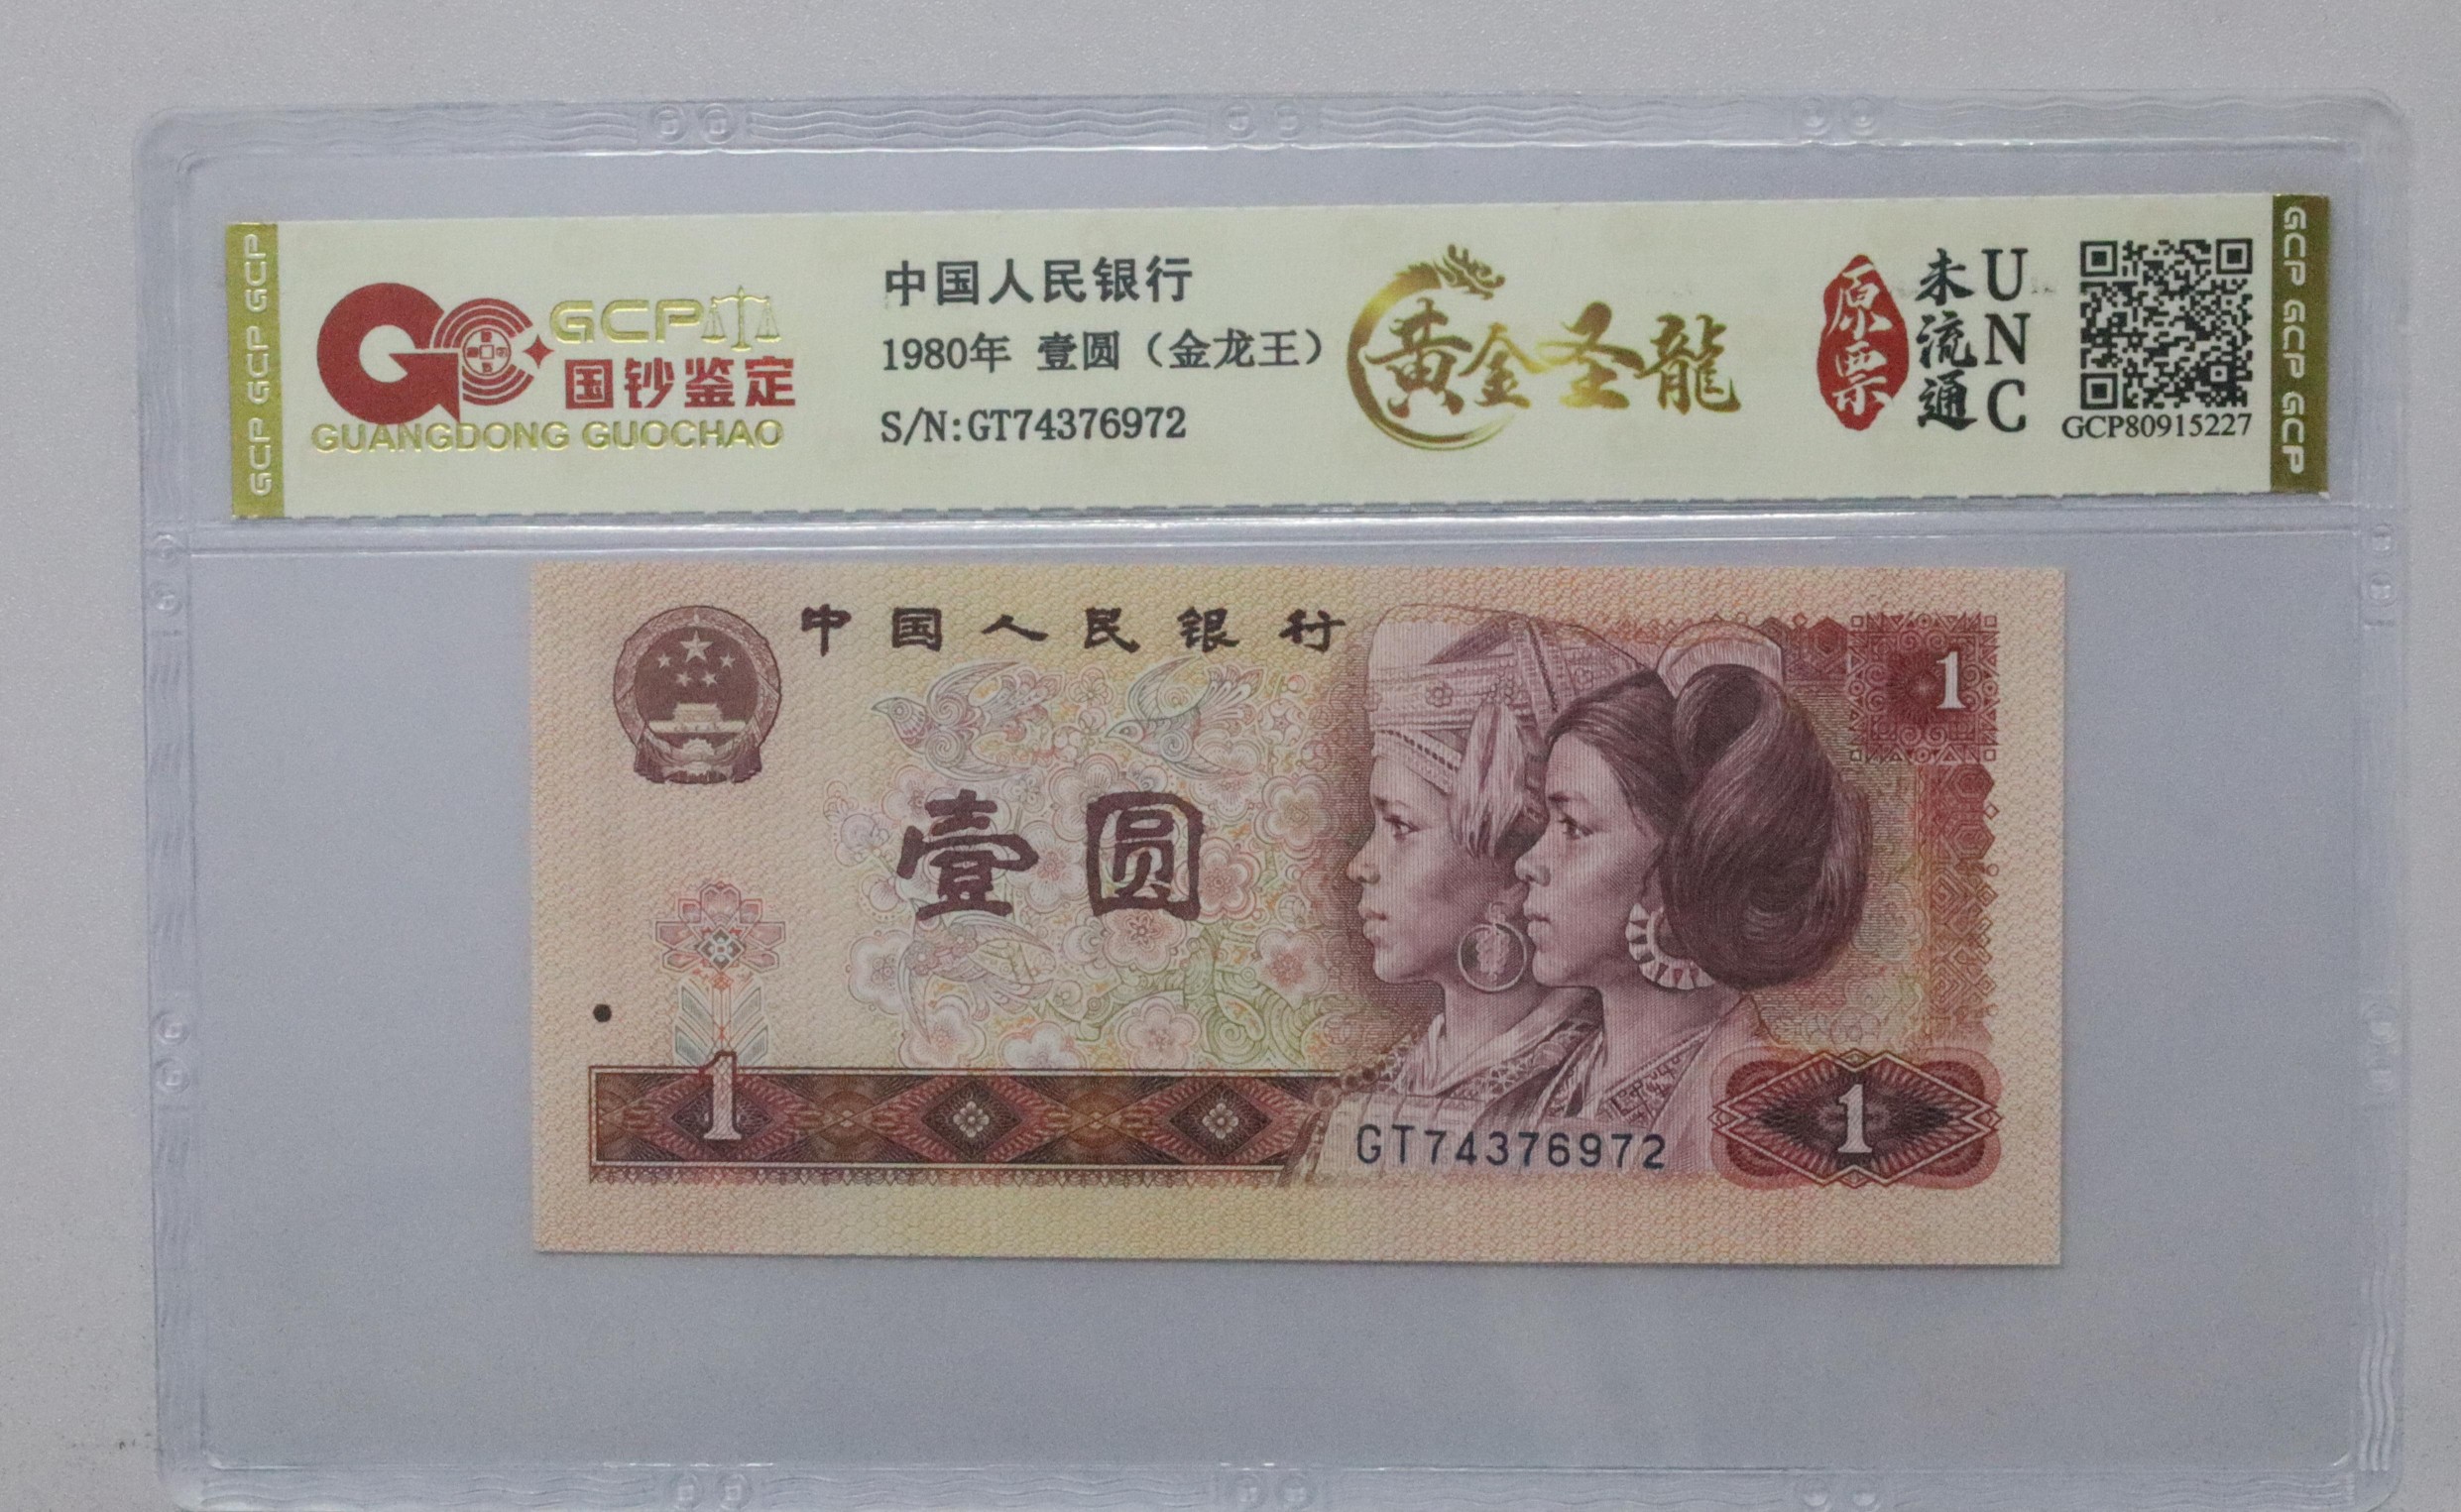 GCP GCP GCP
GCP
国钞鉴定
GUANGDONG GUOCHAO
中国人民银行
1980年 壹圆（金龙王）
S/N:GT74376972
黄金圣龍
原票
未流通
UNC
GCP80915227
GCP GCP GCP
中国人民银行
1
壹圆
1
GT74376972
1